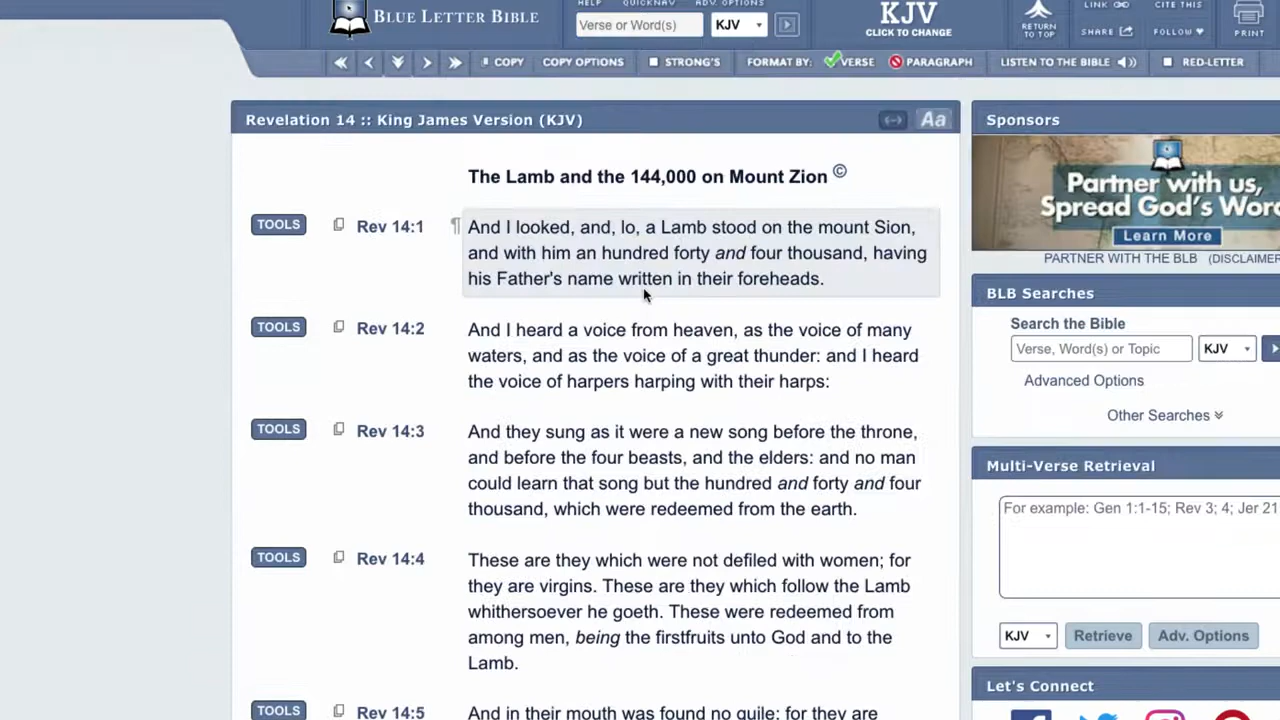 HELP QUICKNAV ADV. OPTIONS
BLUE LETTER BIBLE
Verse or Word(s)
KJV
KJV
CLICK TO CHANGE
RETURN
TO TOP
LINK
SHARE
CITE THIS
FOLLOW
PRINT
COPY COPY OPTIONS STRONG'S FORMAT BY: VERSE PARAGRAPH LISTEN TO THE BIBLE RED-LETTER
Revelation 14 :: King James Version (KJV)
Aa
The Lamb and the 144,000 on Mount Zion ©
TOOLS Rev 14:1 ¶ And I looked, and, lo, a Lamb stood on the mount Sion,
and with him an hundred forty and four thousand, having
his Father's name written in their foreheads.
TOOLS Rev 14:2 And I heard a voice from heaven, as the voice of many
waters, and as the voice of a great thunder: and I heard
the voice of harpers harping with their harps:
TOOLS Rev 14:3 And they sung as it were a new song before the throne,
and before the four beasts, and the elders: and no man
could learn that song but the hundred and forty and four
thousand, which were redeemed from the earth.
TOOLS Rev 14:4 These are they which were not defiled with women; for
they are virgins. These are they which follow the Lamb
whithersoever he goeth. These were redeemed from
among men, being the firstfruits unto God and to the
Lamb.
TOOLS Rev 14:5 And in their mouth was found no guile: for they are
Sponsors
Partner with us,
Spread God's Wor
Learn More
PARTNER WITH THE BLB (DISCLAIMER
BLB Searches
Search the Bible
Verse, Word(s) or Topic KJV
Advanced Options
Other Searches
Multi-Verse Retrieval
For example: Gen 1:1-15; Rev 3; 4; Jer 21
KJV Retrieve Adv. Options
Let's Connect